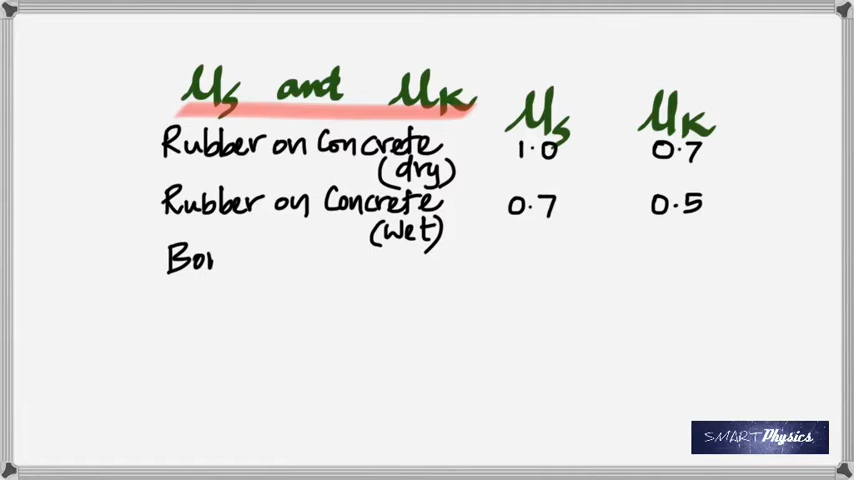 μs and μK
μs μK
Rubber on Concrete 1.0 0.7
(dry)
Rubber on Concrete 0.7 0.5
(wet)
SMARTPhysics